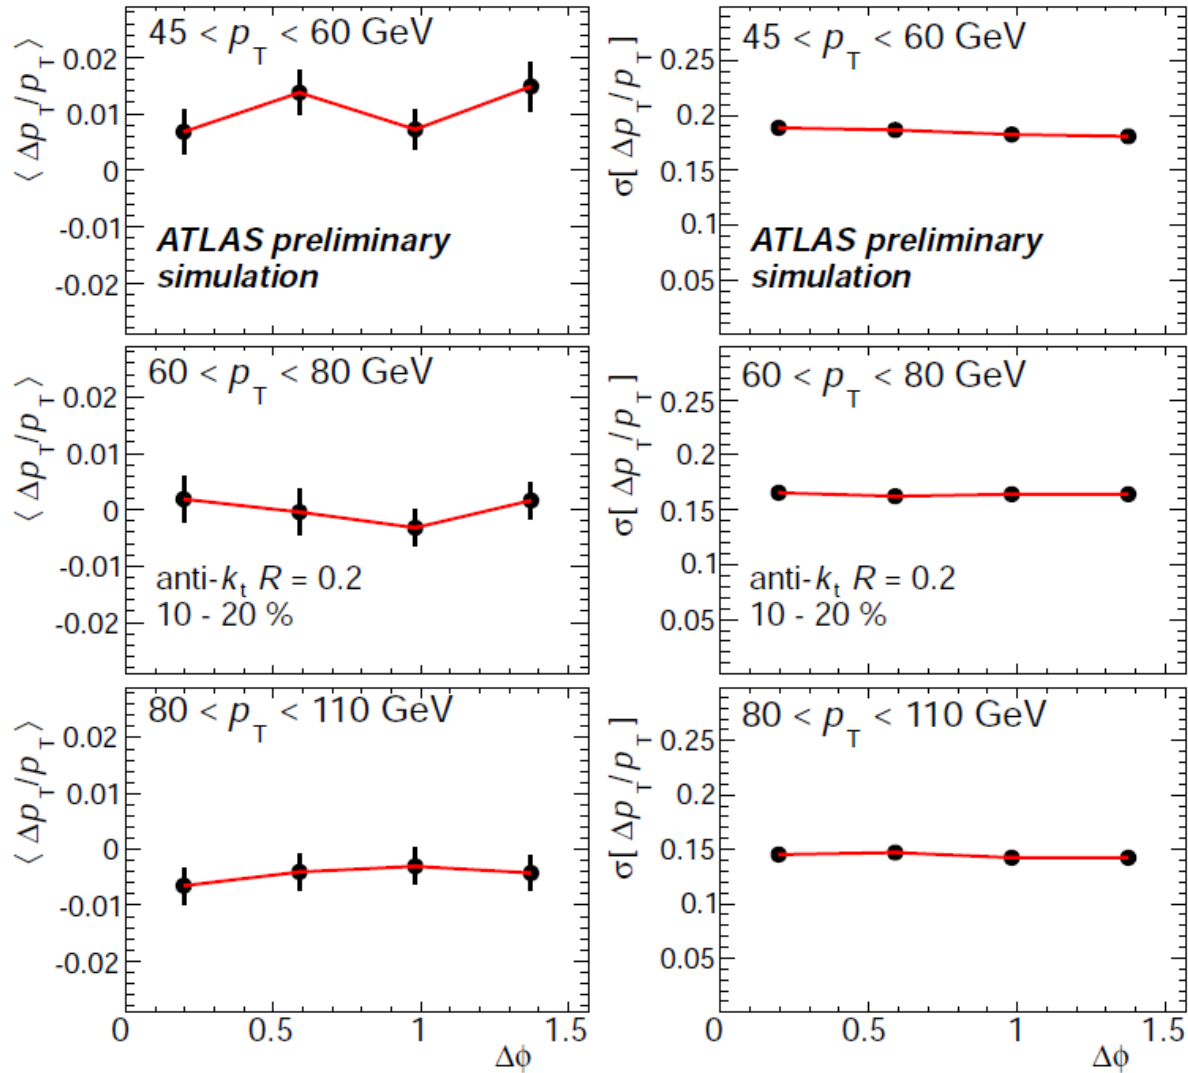 ⟨ Δp_T/p_T ⟩
45 < p_T < 60 GeV
0.02
0.01
0
-0.01
-0.02
ATLAS preliminary
simulation
σ[ Δp_T/p_T ]
45 < p_T < 60 GeV
0.25
0.2
0.15
0.1
0.05
ATLAS preliminary
simulation
⟨ Δp_T/p_T ⟩
60 < p_T < 80 GeV
0.02
0.01
0
-0.01
-0.02
anti-k_t R = 0.2
10 - 20 %
σ[ Δp_T/p_T ]
60 < p_T < 80 GeV
0.25
0.2
0.15
0.1
0.05
anti-k_t R = 0.2
10 - 20 %
⟨ Δp_T/p_T ⟩
80 < p_T < 110 GeV
0.02
0.01
0
-0.01
-0.02
0 0.5 1 1.5
Δϕ
σ[ Δp_T/p_T ]
80 < p_T < 110 GeV
0.25
0.2
0.15
0.1
0.05
0 0.5 1 1.5
Δϕ